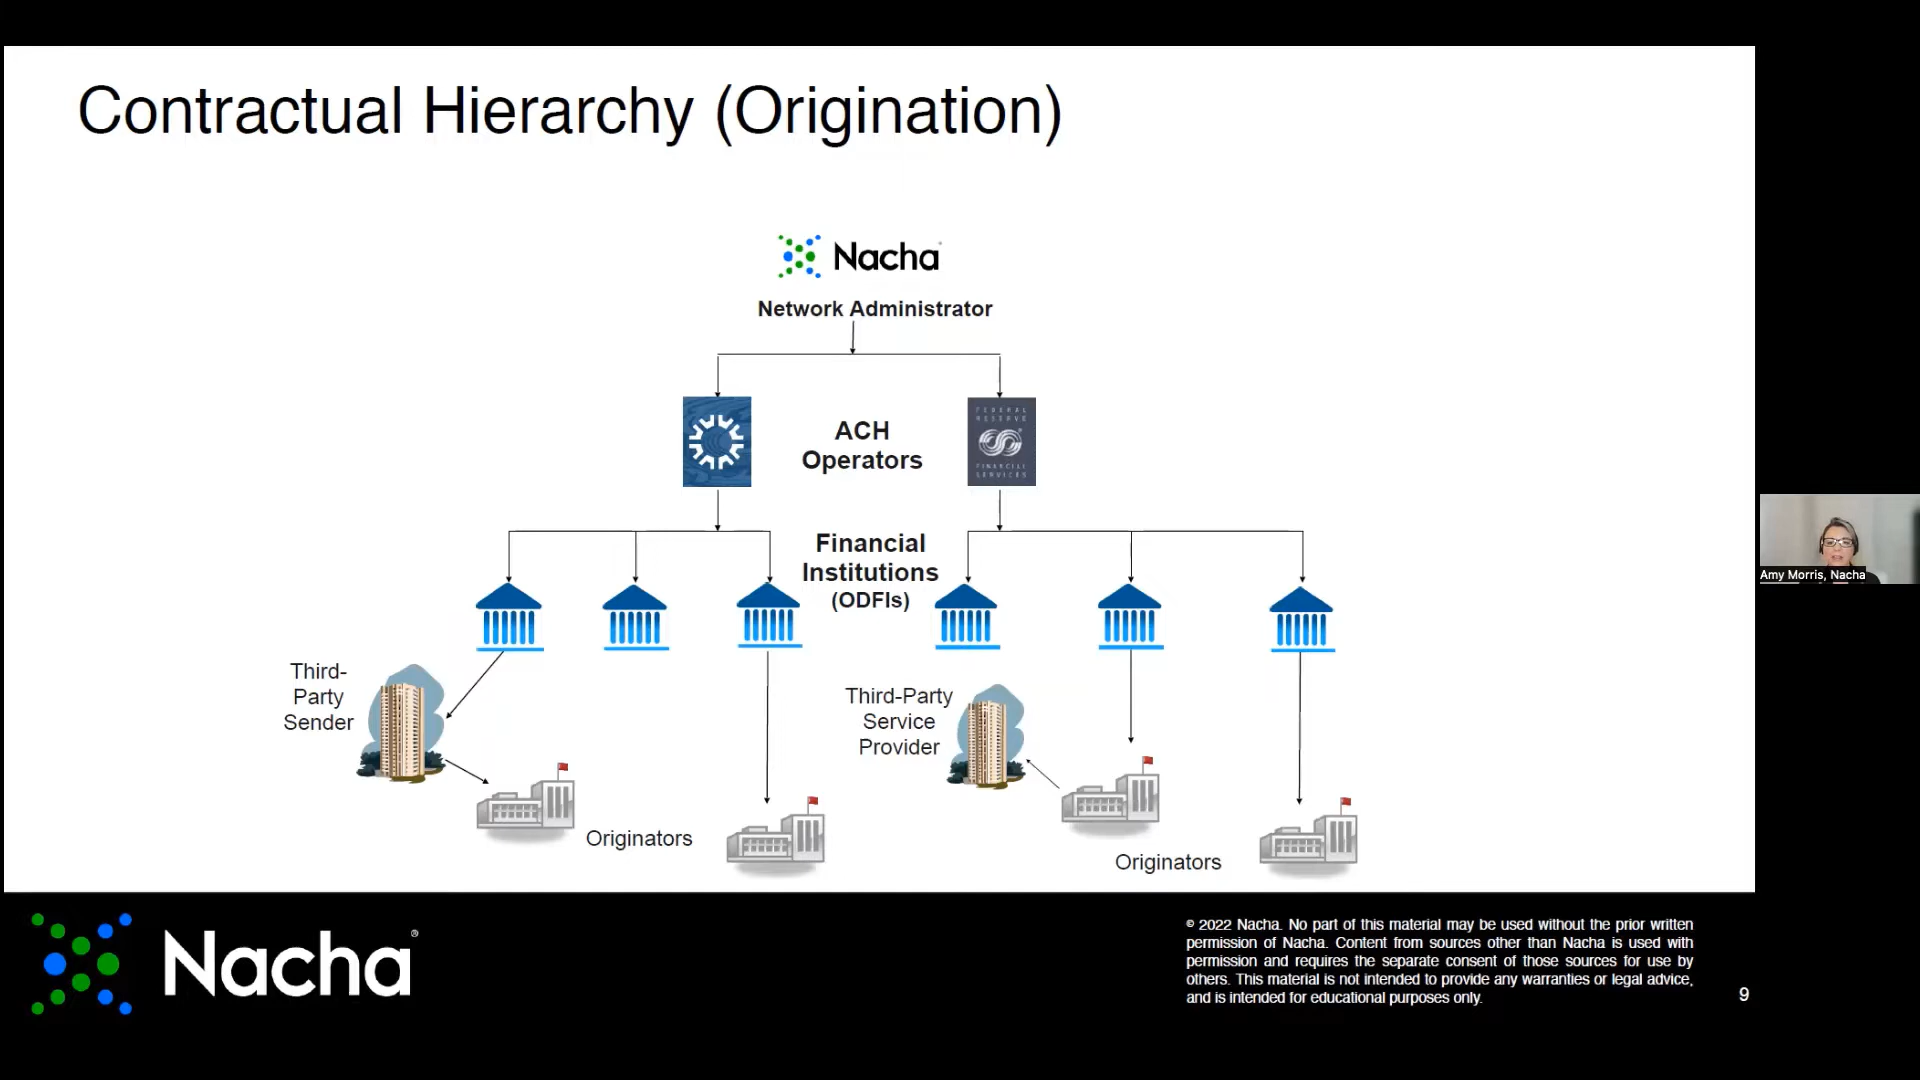 Contractual Hierarchy (Origination)
Nacha
Network Administrator
ACH
Operators
FEDERAL
RESERVE
FINANCIAL
SERVICES
Financial
Institutions
(ODFIs)
Third-
Party
Sender
Third-Party
Service
Provider
Originators
Originators
Amy Morris, Nacha
Nacha®
© 2022 Nacha. No part of this material may be used without the prior written
permission of Nacha. Content from sources other than Nacha is used with
permission and requires the separate consent of those sources for use by
others. This material is not intended to provide any warranties or legal advice,
and is intended for educational purposes only.
9